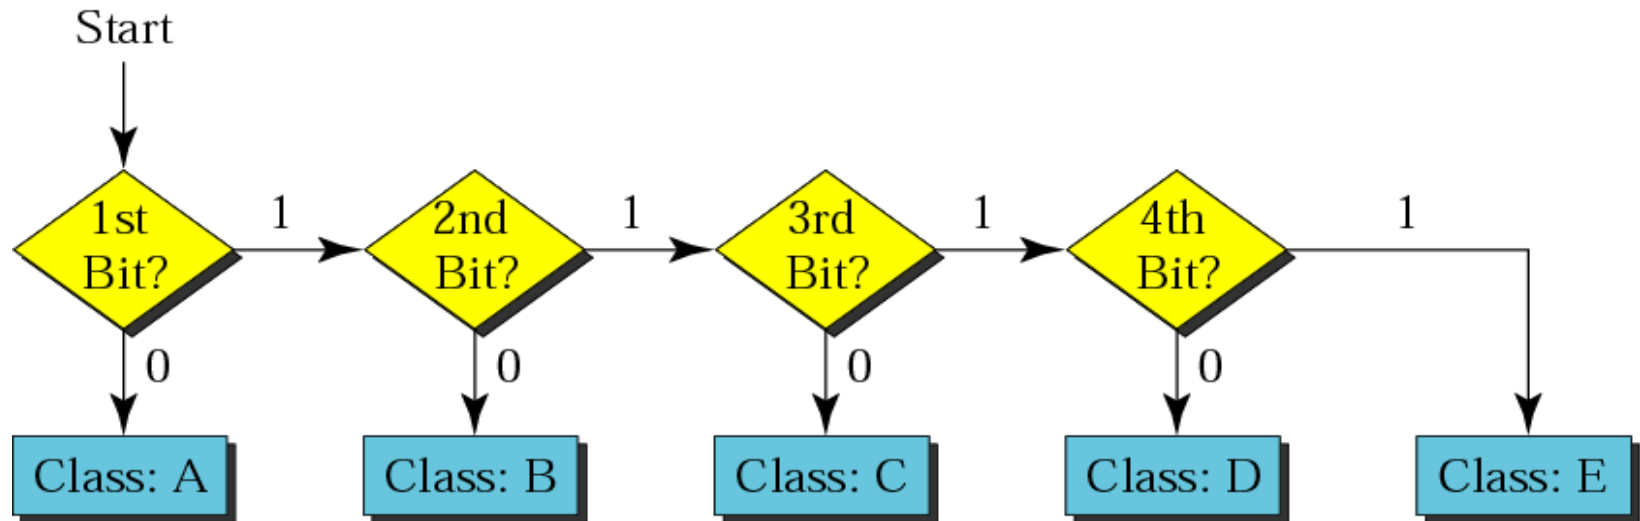 Start
1st
Bit?
1
2nd
Bit?
1
3rd
Bit?
1
4th
Bit?
1
0
0
0
0
Class: A
Class: B
Class: C
Class: D
Class: E